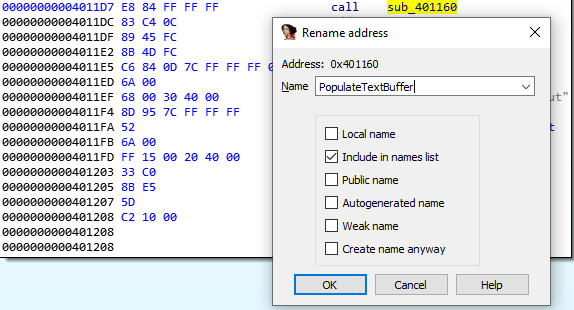 00000000004011D7 E8 84 FF FF FF call sub_401160
00000000004011DC 83 C4 0C
00000000004011DF 89 45 FC
00000000004011E2 8B 4D FC
00000000004011E5 C6 84 0D 7C FF FF FF
00000000004011ED 6A 00
00000000004011EF 68 00 30 40 00 ut"
00000000004011F4 8D 95 7C FF FF FF
00000000004011FA 52 t
00000000004011FB 6A 00
00000000004011FD FF 15 00 20 40 00
0000000000401203 33 C0
0000000000401205 8B E5
0000000000401207 5D
0000000000401208 C2 10 00
0000000000401208
0000000000401208
Rename address
Address: 0x401160
Name PopulateTextBuffer
Local name
Include in names list
Public name
Autogenerated name
Weak name
Create name anyway
OK Cancel Help